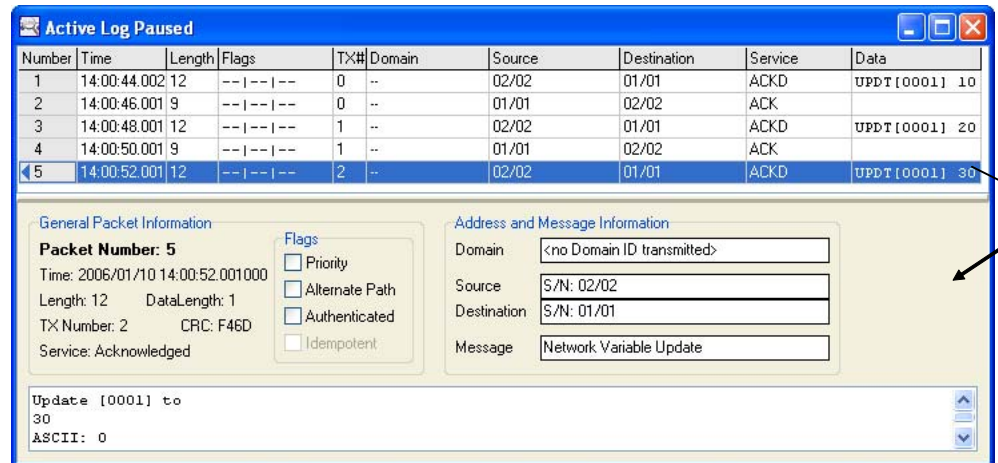 Active Log Paused
Number Time Length Flags TX# Domain Source Destination Service Data
1 14:00:44.002 12 --|--|-- 0 -- 02/02 01/01 ACKD UPDT[0001] 10
2 14:00:46.001 9 --|--|-- 0 -- 01/01 02/02 ACK
3 14:00:48.001 12 --|--|-- 1 -- 02/02 01/01 ACKD UPDT[0001] 20
4 14:00:50.001 9 --|--|-- 1 -- 01/01 02/02 ACK
5 14:00:52.001 12 --|--|-- 2 -- 02/02 01/01 ACKD UPDT[0001] 30
General Packet Information
Packet Number: 5
Time: 2006/01/10 14:00:52.001000
Length: 12 DataLength: 1
TX Number: 2 CRC: F46D
Service: Acknowledged
Flags
Priority
Alternate Path
Authenticated
Idempotent
Address and Message Information
Domain <no Domain ID transmitted>
Source S/N: 02/02
Destination S/N: 01/01
Message Network Variable Update
Update [0001] to
30
ASCII: 0